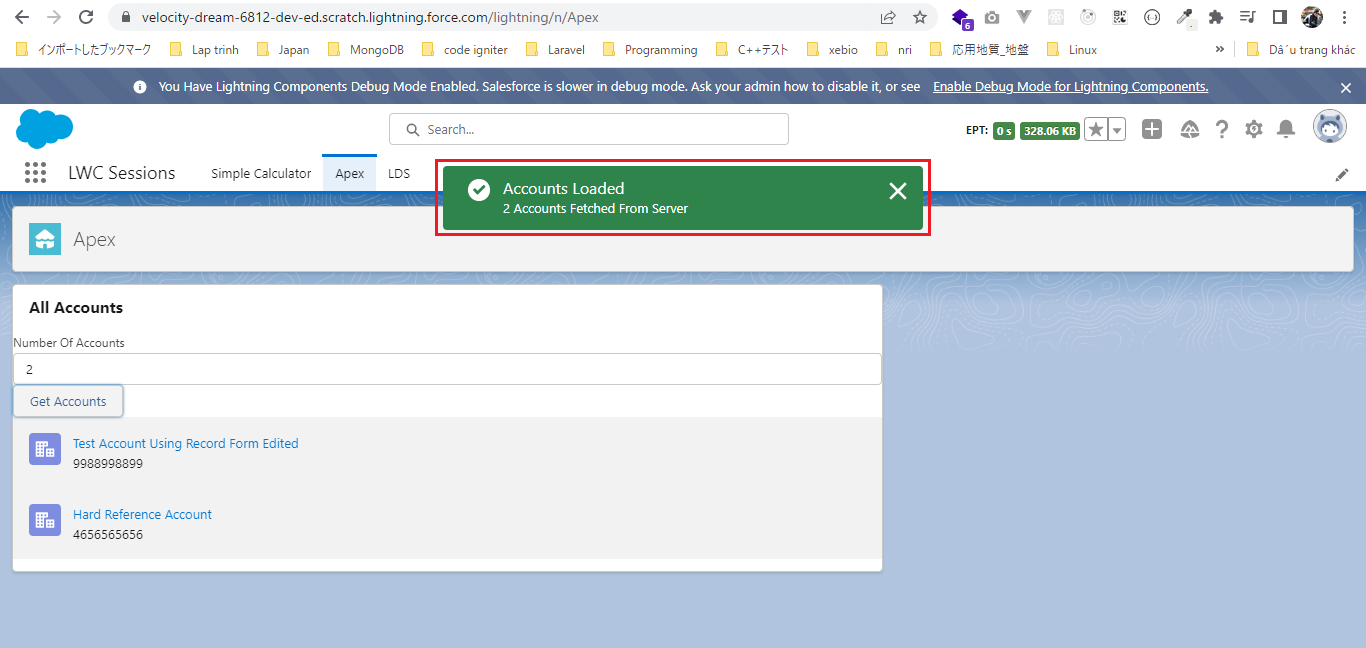 velocity-dream-6812-dev-ed.scratch.lightning.force.com/lightning/n/Apex
6
インポートしたブックマーク Lap trinh Japan MongoDB code igniter Laravel Programming C++テスト xebio nri 応用地質_地盤 Linux » Dấu trang khác
You Have Lightning Components Debug Mode Enabled. Salesforce is slower in debug mode. Ask your admin how to disable it, or see Enable Debug Mode for Lightning Components.
Search...
EPT: 0 s 328.06 KB
LWC Sessions Simple Calculator Apex LDS
Accounts Loaded
2 Accounts Fetched From Server
Apex
All Accounts
Number Of Accounts
2
Get Accounts
Test Account Using Record Form Edited
9988998899
Hard Reference Account
4656565656